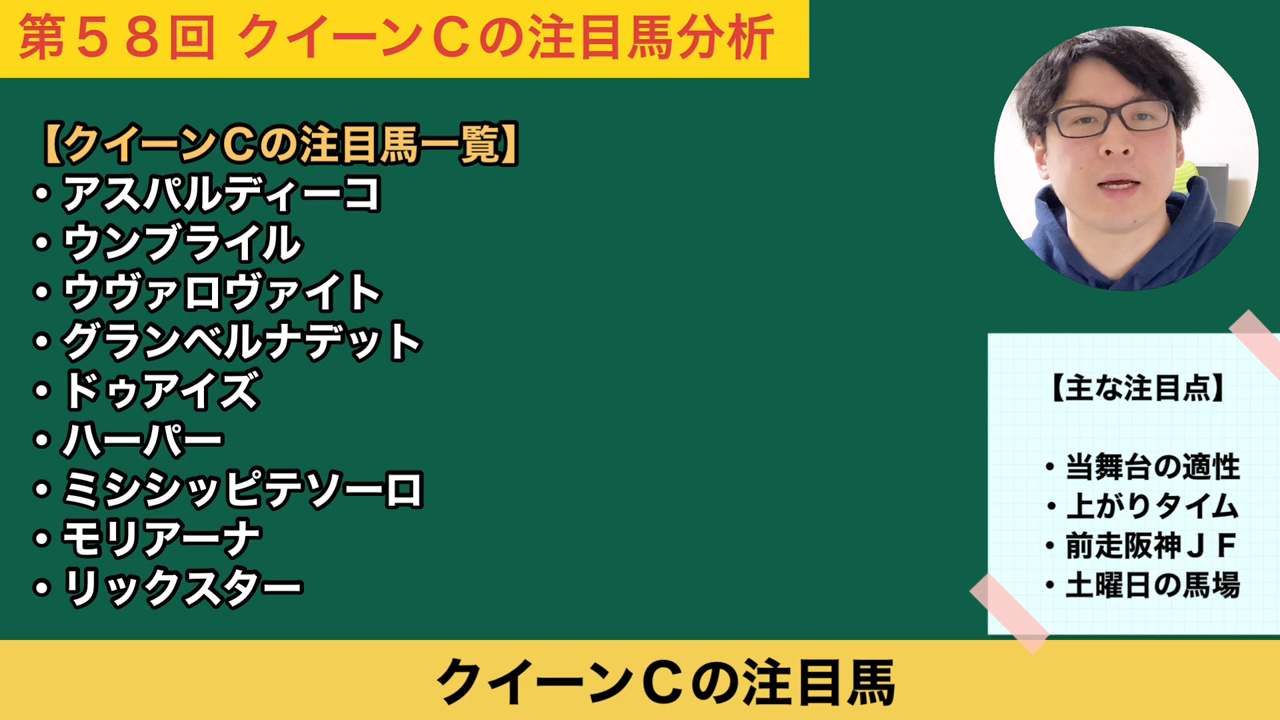 第５８回 クイーンＣの注目馬分析
【クイーンＣの注目馬一覧】
・アスパルディーコ
・ウンブライル
・ウヴァロヴァイト
・グランベルナデット
・ドゥアイズ
・ハーパー
・ミシシッピテソーロ
・モリアーナ
・リックスター
【主な注目点】
・当舞台の適性
・上がりタイム
・前走阪神ＪＦ
・土曜日の馬場
クイーンＣの注目馬